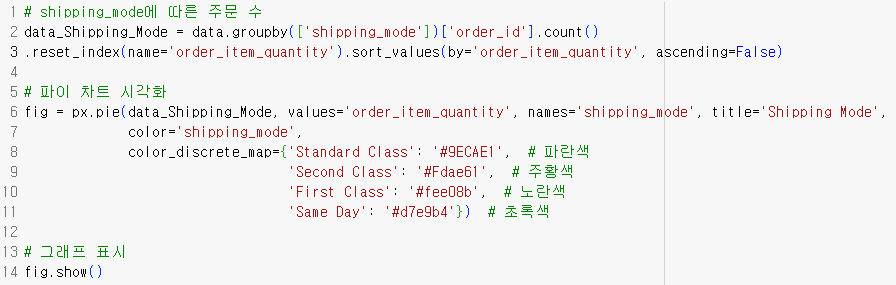 1 # shipping_mode에 따른 주문 수
2 data_Shipping_Mode = data.groupby(['shipping_mode'])['order_id'].count()
3 .reset_index(name='order_item_quantity').sort_values(by='order_item_quantity', ascending=False)
4
5 # 파이 차트 시각화
6 fig = px.pie(data_Shipping_Mode, values='order_item_quantity', names='shipping_mode', title='Shipping Mode',
7 color='shipping_mode',
8 color_discrete_map={'Standard Class': '#9ECAE1', # 파란색
9 'Second Class': '#Fdae61', # 주황색
10 'First Class': '#fee08b', # 노란색
11 'Same Day': '#d7e9b4'}) # 초록색
12
13 # 그래프 표시
14 fig.show()